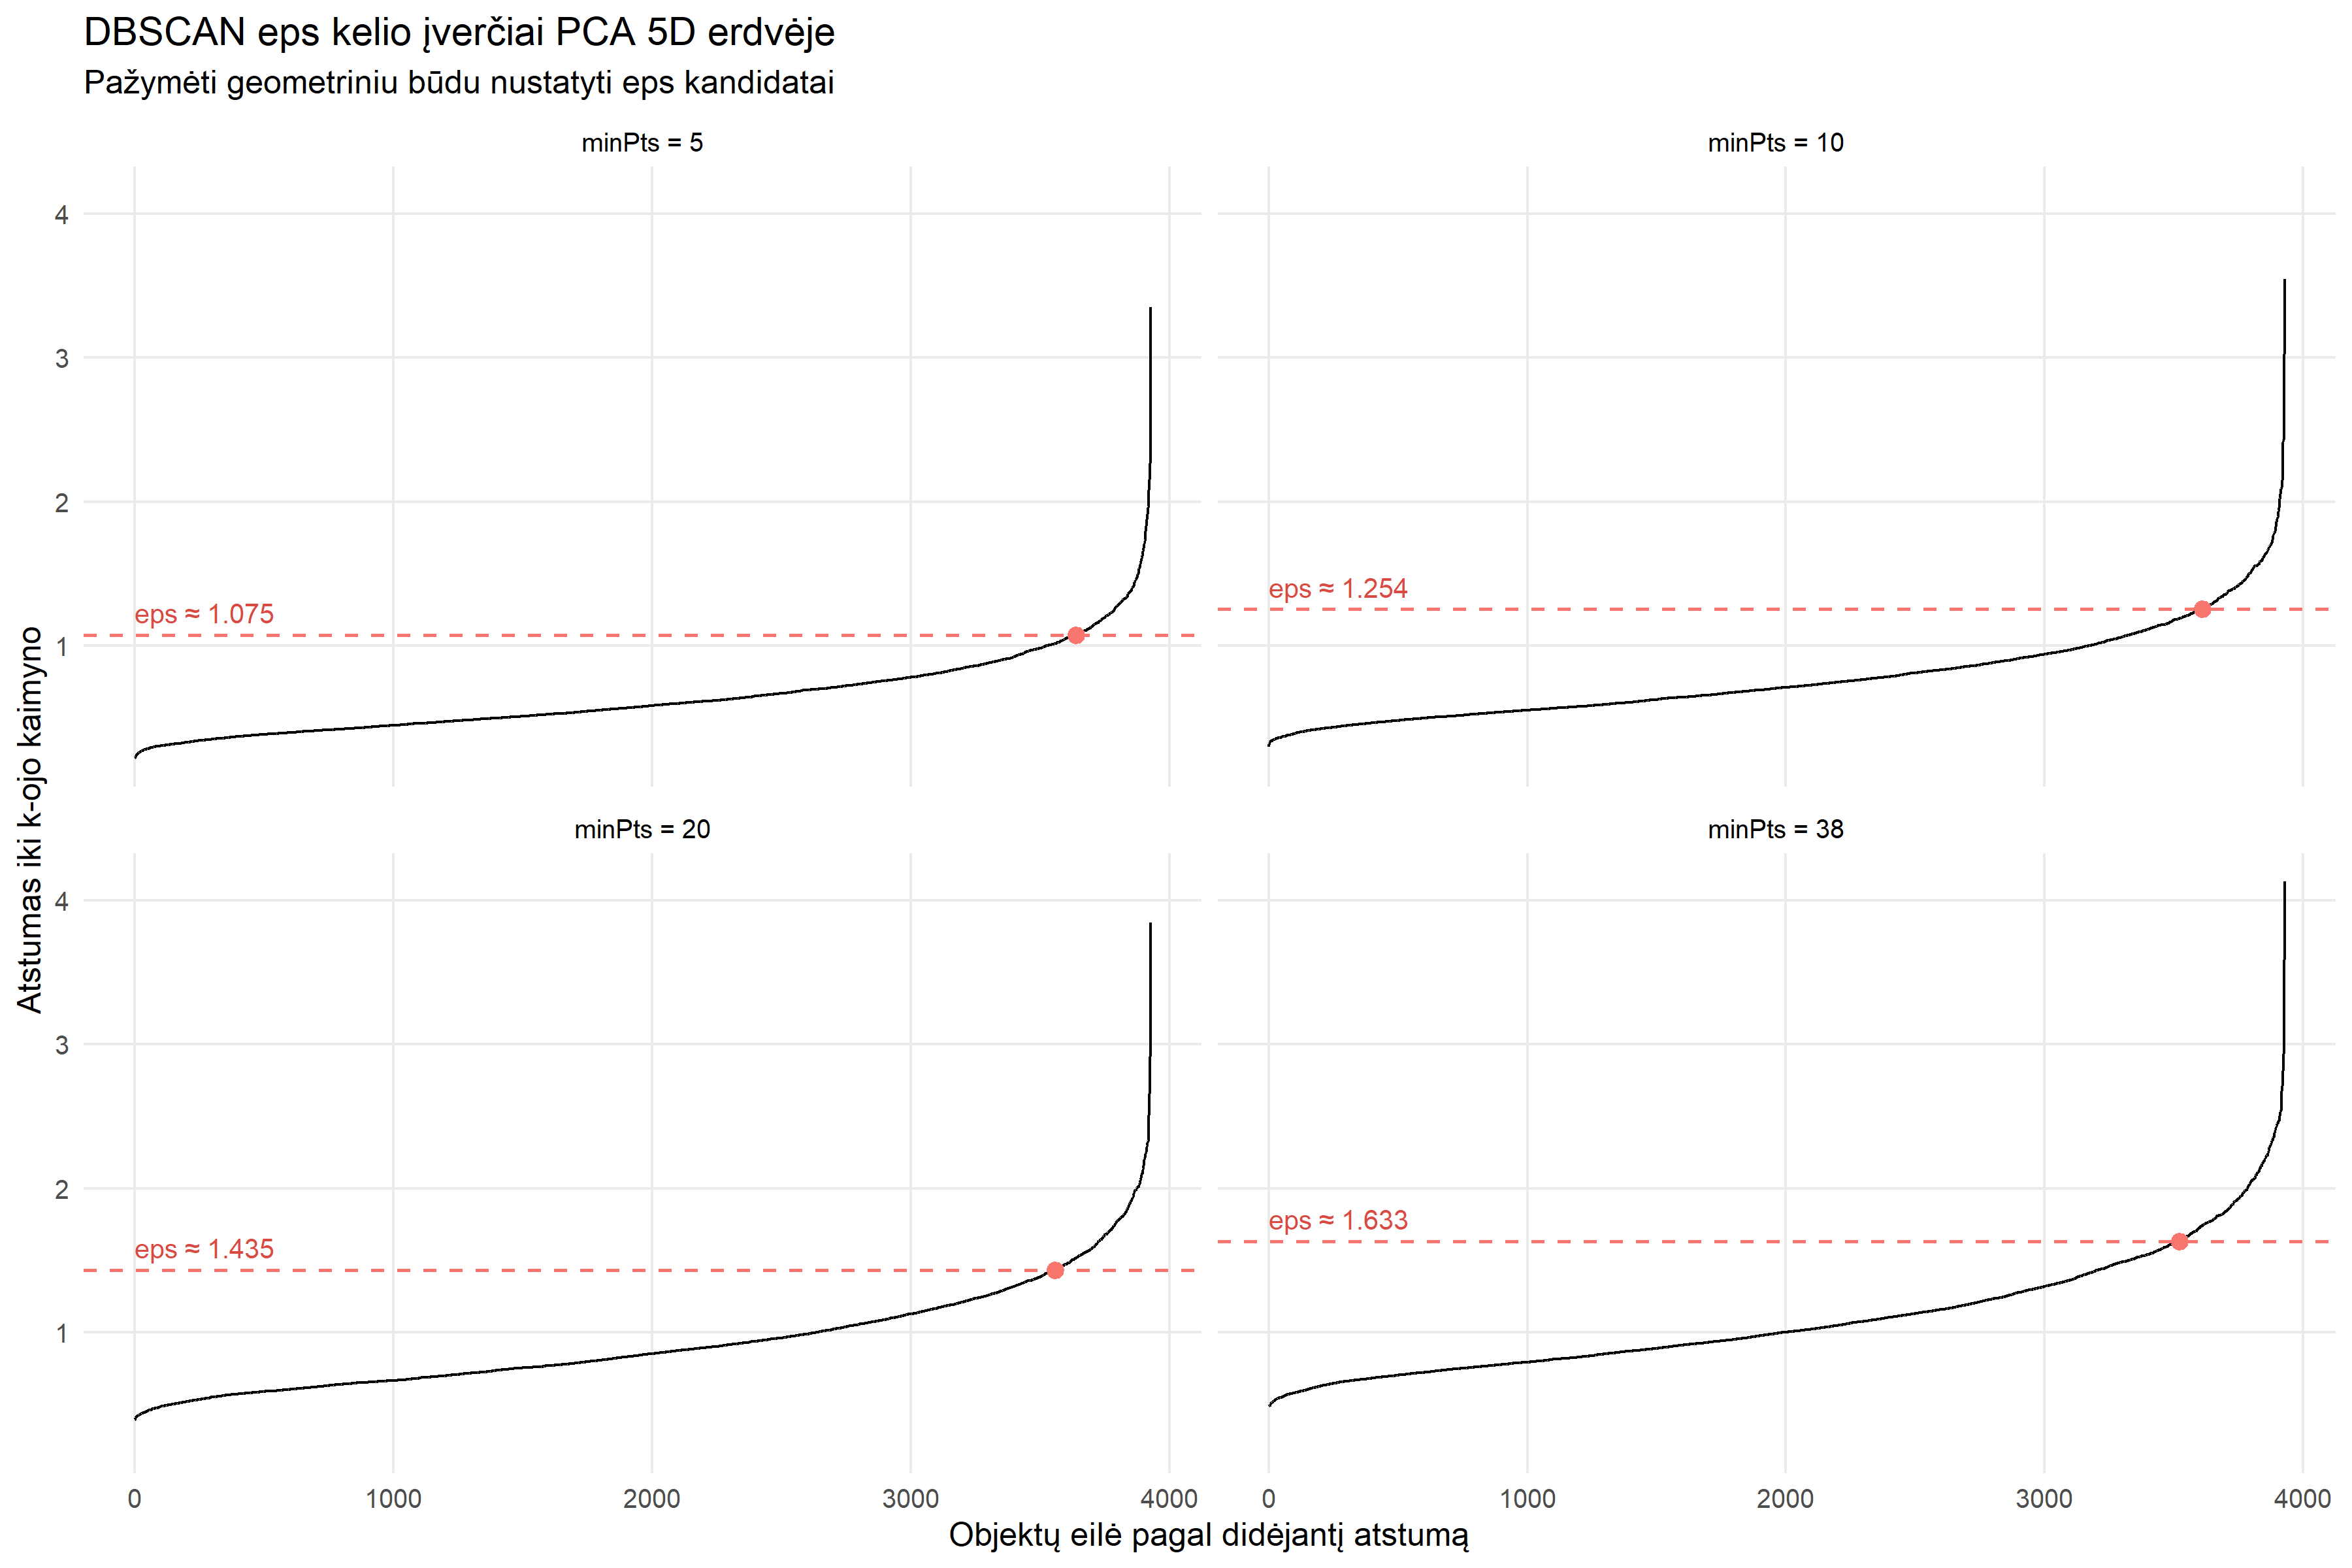 DBSCAN eps kelio įverčiai PCA 5D erdvėje
Pažymėti geometriniu būdu nustatyti eps kandidatai
minPts = 5
minPts = 10
4
3
2
1
eps ≈ 1.075
eps ≈ 1.254
minPts = 20
minPts = 38
4
3
2
1
eps ≈ 1.435
eps ≈ 1.633
0 1000 2000 3000 4000
0 1000 2000 3000 4000
Objektų eilė pagal didėjantį atstumą
Atstumas iki k-ojo kaimyno